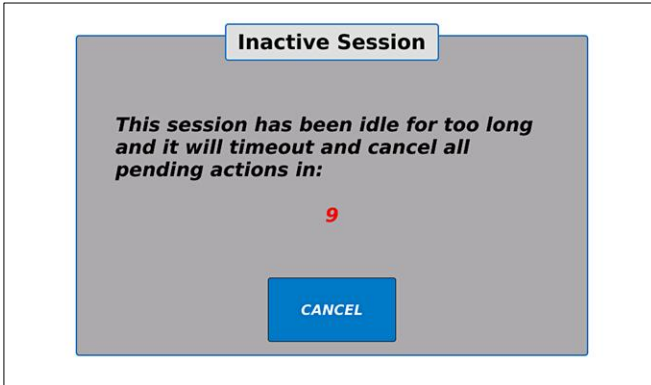 Inactive Session
This session has been idle for too long
and it will timeout and cancel all
pending actions in:
9
CANCEL